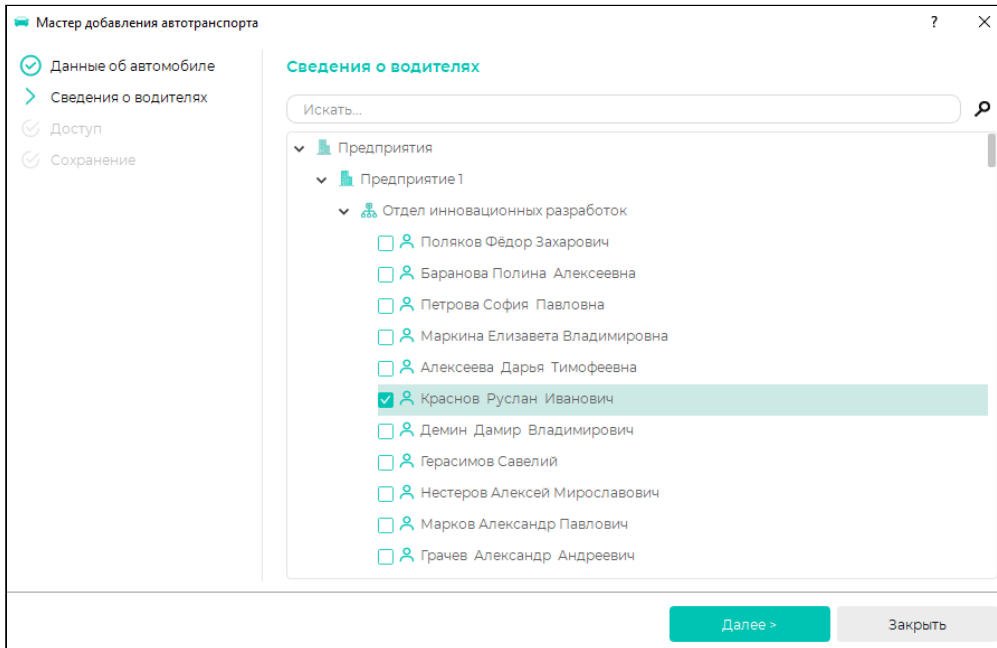 Мастер добавления автотранспорта
?
Данные об автомобиле
Сведения о водителях
Доступ
Сохранение
Сведения о водителях
Искать...
Предприятия
Предприятие 1
Отдел инновационных разработок
Поляков Фёдор Захарович
Баранова Полина Алексеевна
Петрова София Павловна
Маркина Елизавета Владимировна
Алексеева Дарья Тимофеевна
Краснов Руслан Иванович
Демин Дамир Владимирович
Герасимов Савелий
Нестеров Алексей Мирославович
Марков Александр Павлович
Грачев Александр Андреевич
Далее >
Закрыть